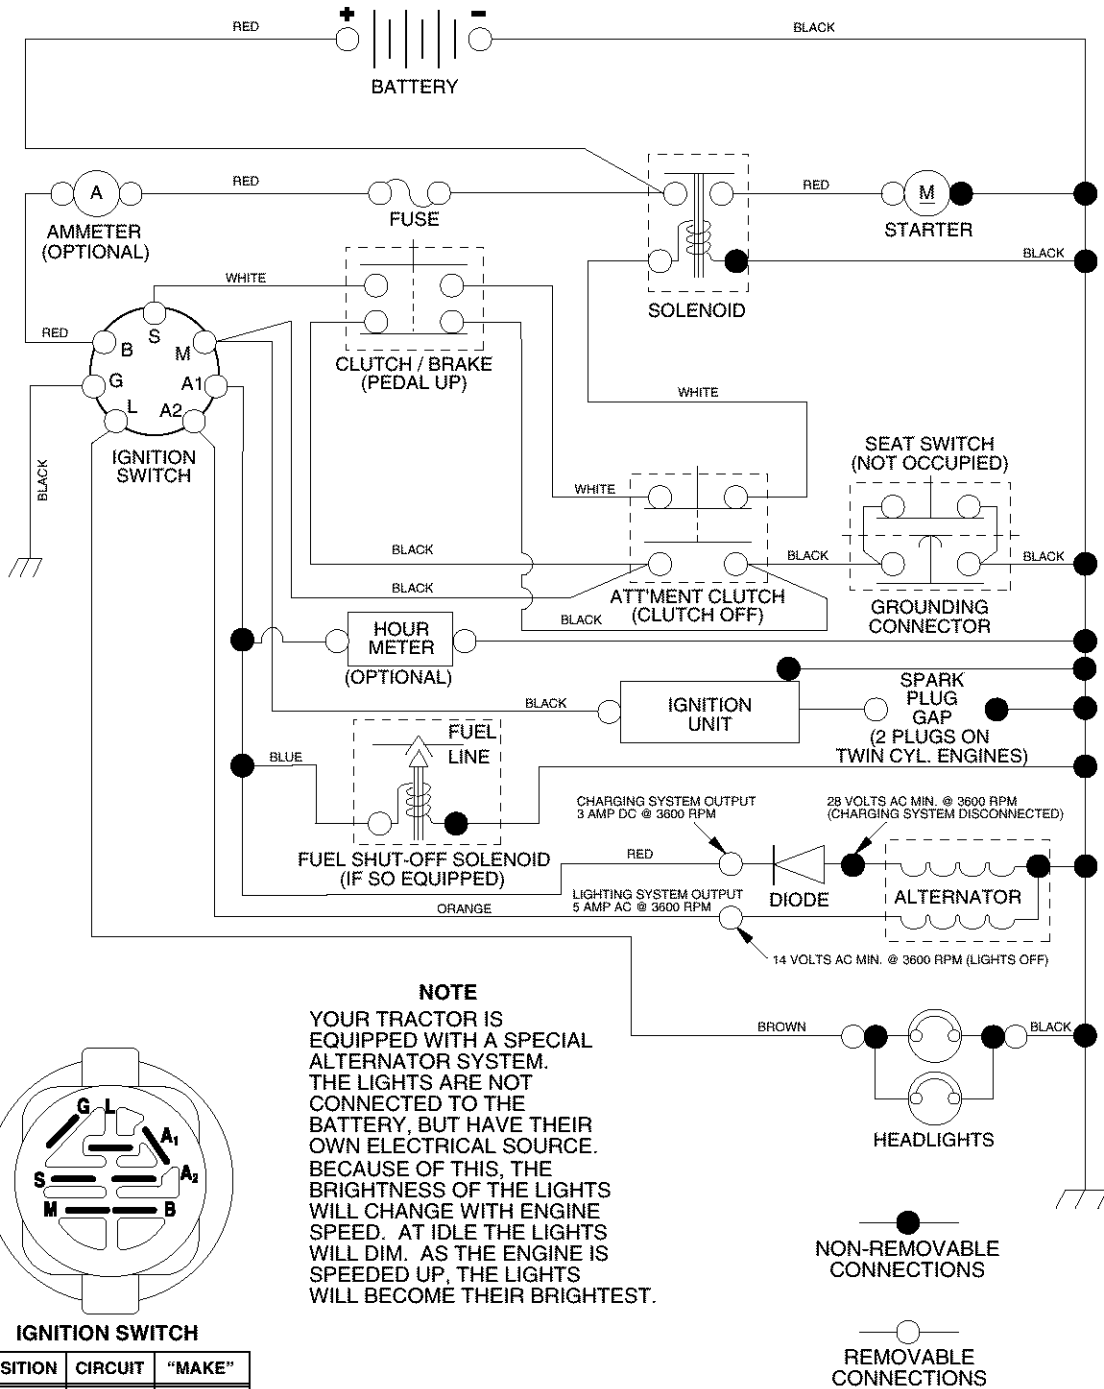 + -
RED
BLACK
BATTERY
A
RED
RED
M
AMMETER
(OPTIONAL)
FUSE
STARTER
WHITE
BLACK
SOLENOID
S
RED
B
M
CLUTCH / BRAKE
(PEDAL UP)
G
A1
L
A2
WHITE
IGNITION
SWITCH
BLACK
SEAT SWITCH
(NOT OCCUPIED)
WHITE
BLACK
BLACK
BLACK
BLACK
ATT'MENT CLUTCH
(CLUTCH OFF)
BLACK
GROUNDING
CONNECTOR
HOUR
METER
(OPTIONAL)
BLACK
IGNITION
UNIT
SPARK
PLUG
GAP
(2 PLUGS ON
TWIN CYL. ENGINES)
FUEL
LINE
BLUE
CHARGING SYSTEM OUTPUT
3 AMP DC @ 3600 RPM
28 VOLTS AC MIN. @ 3600 RPM
(CHARGING SYSTEM DISCONNECTED)
FUEL SHUT-OFF SOLENOID
(IF SO EQUIPPED)
RED
DIODE
ALTERNATOR
LIGHTING SYSTEM OUTPUT
5 AMP AC @ 3600 RPM
ORANGE
14 VOLTS AC MIN. @ 3600 RPM (LIGHTS OFF)
NOTE
YOUR TRACTOR IS
EQUIPPED WITH A SPECIAL
ALTERNATOR SYSTEM.
THE LIGHTS ARE NOT
CONNECTED TO THE
BATTERY, BUT HAVE THEIR
OWN ELECTRICAL SOURCE.
BECAUSE OF THIS, THE
BRIGHTNESS OF THE LIGHTS
WILL CHANGE WITH ENGINE
SPEED. AT IDLE THE LIGHTS
WILL DIM. AS THE ENGINE IS
SPEEDED UP, THE LIGHTS
WILL BECOME THEIR BRIGHTEST.
BROWN
BLACK
HEADLIGHTS
G L
A1
S
A2
M
B
IGNITION SWITCH
SITION CIRCUIT "MAKE"
NON-REMOVABLE
CONNECTIONS
REMOVABLE
CONNECTIONS